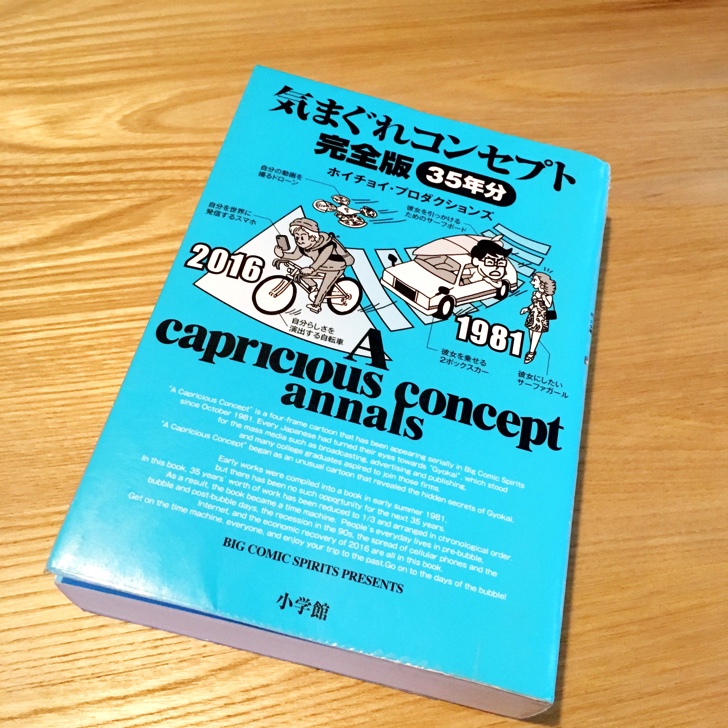 気まぐれコンセプト
完全版 35年分
ホイチョイ・プロダクションズ
自分の動画を
撮るドローン
彼女を引っかける
ためのサーフボード
自分を世界に
発信するスマホ
2016
1981
自分らしさを
演出する自転車
彼女を乗せる
2ボックスカー
彼女にしたい
サーファガール
A
capricious concept
annals
"A Capricious Concept" is a four-frame cartoon that has been appearing serially in Big Comic Spirits
since October 1981. Every Japanese had turned their eyes towards "Gyokai", which stood
for the mass media such as broadcasting, advertising and publishing,
and many college graduates aspired to join those firms.
"A Capricious Concept" began as an unusual cartoon that revealed the hidden secrets of Gyokai.
Early works were compiled into a book in early summer 1981,
but there has been no such opportunity for the next 35 years.
In this book, 35 years' worth of work has been reduced to 1/3 and arranged in chronological order.
As a result, the book became a time machine. People's everyday lives in pre-bubble,
bubble and post-bubble days, the recession in the 90s, the spread of cellular phones and the
Internet, and the economic recovery of 2016 are all in this book.
Get on the time machine, everyone, and enjoy your trip to the past.Go on to the days of the bubble!
BIG COMIC SPIRITS PRESENTS
小学館